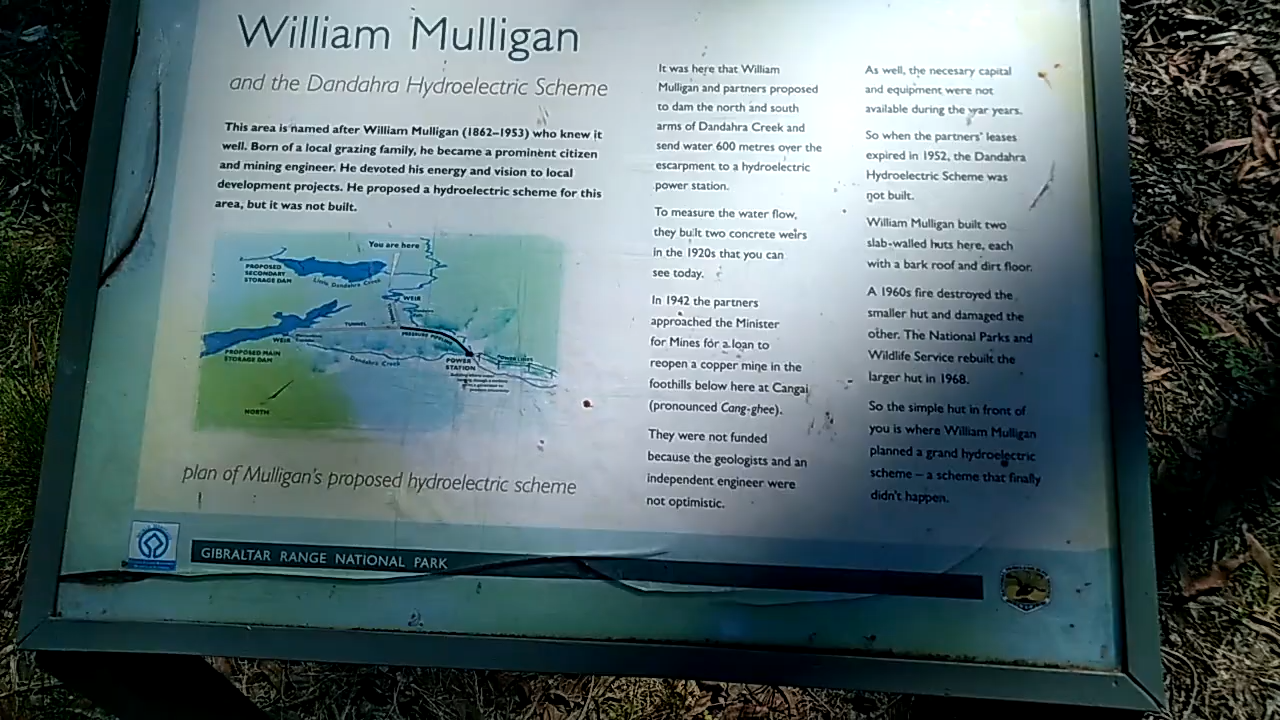 William Mulligan
and the Dandahra Hydroelectric Scheme
This area is named after William Mulligan (1862–1953) who knew it
well. Born of a local grazing family, he became a prominent citizen
and mining engineer. He devoted his energy and vision to local
development projects. He proposed a hydroelectric scheme for this
area, but it was not built.
You are here
PROPOSED
SECONDARY
STORAGE DAM
Little Dandahra Creek
WEIR
TUNNEL
PRESSURE
WEIR
PROPOSED MAIN
STORAGE DAM
Dandahra Creek
POWER
STATION
POWER LINES
NORTH
plan of Mulligan's proposed hydroelectric scheme
It was here that William
Mulligan and partners proposed
to dam the north and south
arms of Dandahra Creek and
send water 600 metres over the
escarpment to a hydroelectric
power station.
To measure the water flow,
they built two concrete weirs
in the 1920s that you can
see today.
In 1942 the partners
approached the Minister
for Mines for a loan to
reopen a copper mine in the
foothills below here at Cangai
(pronounced Cang-ghee).
They were not funded
because the geologists and an
independent engineer were
not optimistic.
As well, the necesary capital
and equipment were not
available during the war years.
So when the partners' leases
expired in 1952, the Dandahra
Hydroelectric Scheme was
not built.
William Mulligan built two
slab-walled huts here, each
with a bark roof and dirt floor.
A 1960s fire destroyed the
smaller hut and damaged the
other. The National Parks and
Wildlife Service rebuilt the
larger hut in 1968.
So the simple hut in front of
you is where William Mulligan
planned a grand hydroelectric
scheme – a scheme that finally
didn't happen.
GIBRALTAR RANGE NATIONAL PARK